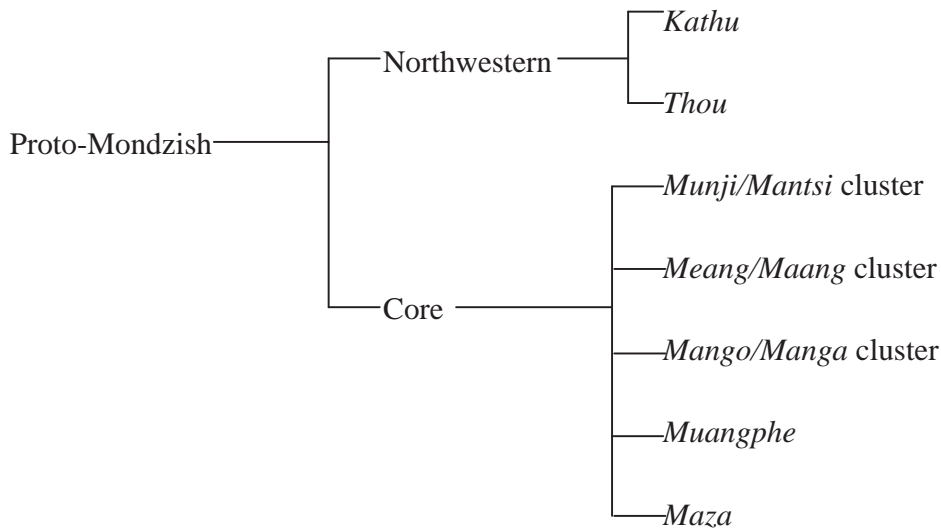 Kathu
Northwestern
Thou
Proto-Mondzish
Munji/Mantsi cluster
Meang/Maang cluster
Core
Mango/Manga cluster
Muangphe
Maza